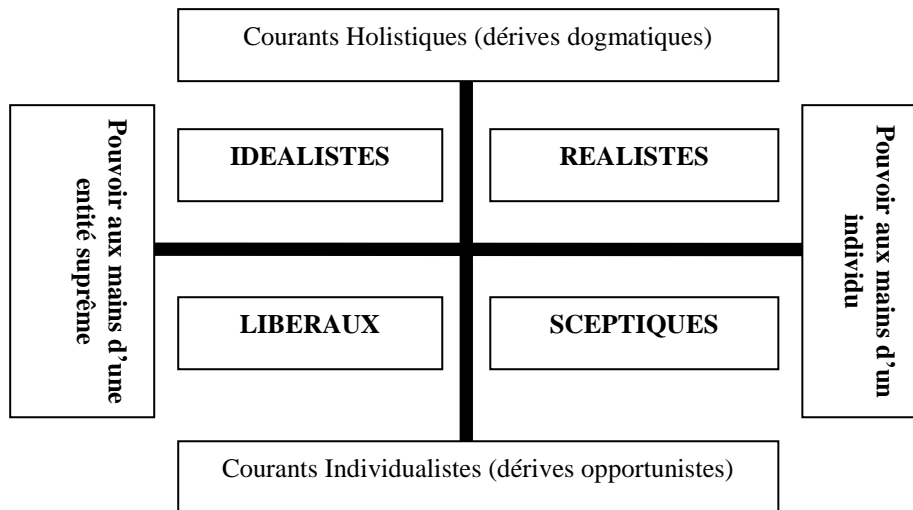 Courants Holistiques (dérives dogmatiques)
Pouvoir aux mains d’une
entité suprême
IDEALISTES
REALISTES
Pouvoir aux mains d’un
individu
LIBERAUX
SCEPTIQUES
Courants Individualistes (dérives opportunistes)